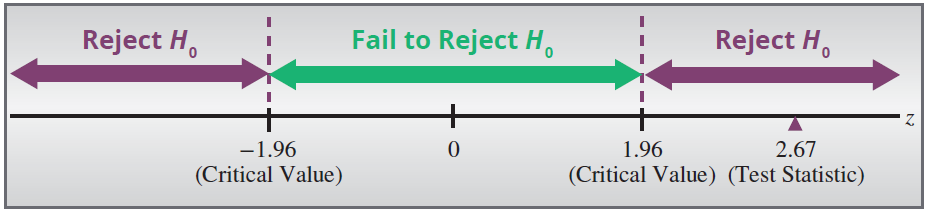 Reject H₀ Fail to Reject H₀ Reject H₀
z
−1.96 0 1.96 2.67
(Critical Value) (Critical Value) (Test Statistic)